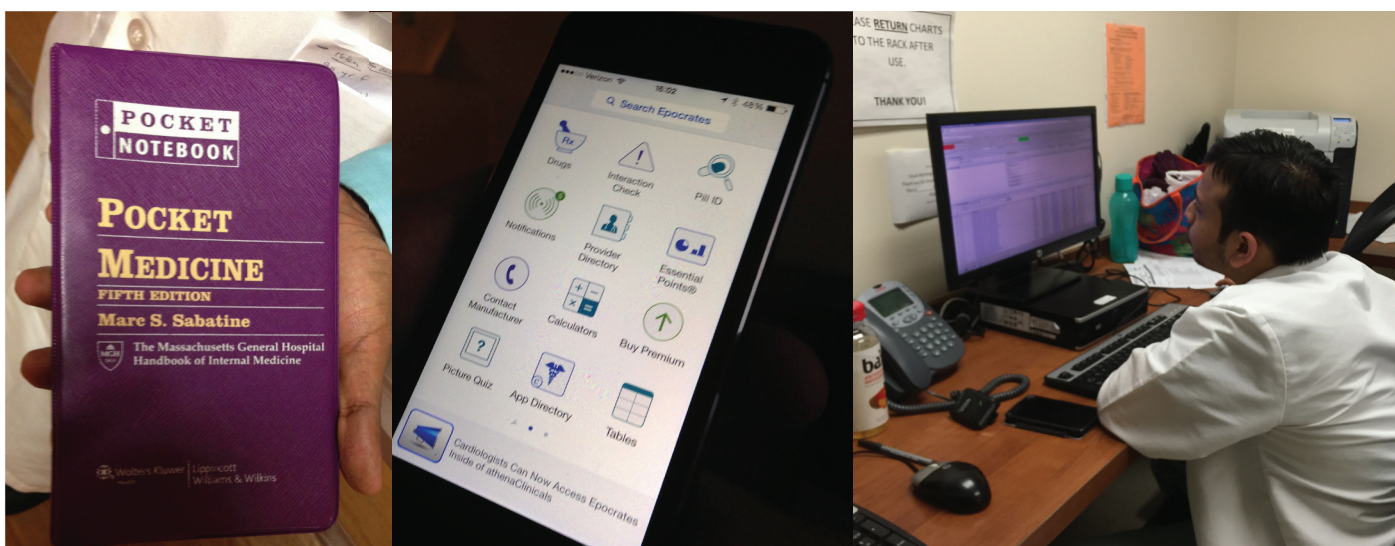 POCKET
NOTEBOOK
POCKET
MEDICINE
FIFTH EDITION
Marc S. Sabatine
MGH
The Massachusetts General Hospital
Handbook of Internal Medicine
Wolters Kluwer
Health
Lippincott
Williams & Wilkins
Verizon
16:02
48%
Search Epocrates
Drugs
Rx
Interaction
Check
Pill ID
Notifications
Provider
Directory
Essential
Points®
Contact
Manufacturer
Calculators
Buy Premium
Picture Quiz
App Directory
Tables
Cardiologists Can Now Access Epocrates
Inside of athenaClinicals
ASE RETURN CHARTS
TO THE RACK AFTER
USE.
THANK YOU!
ba